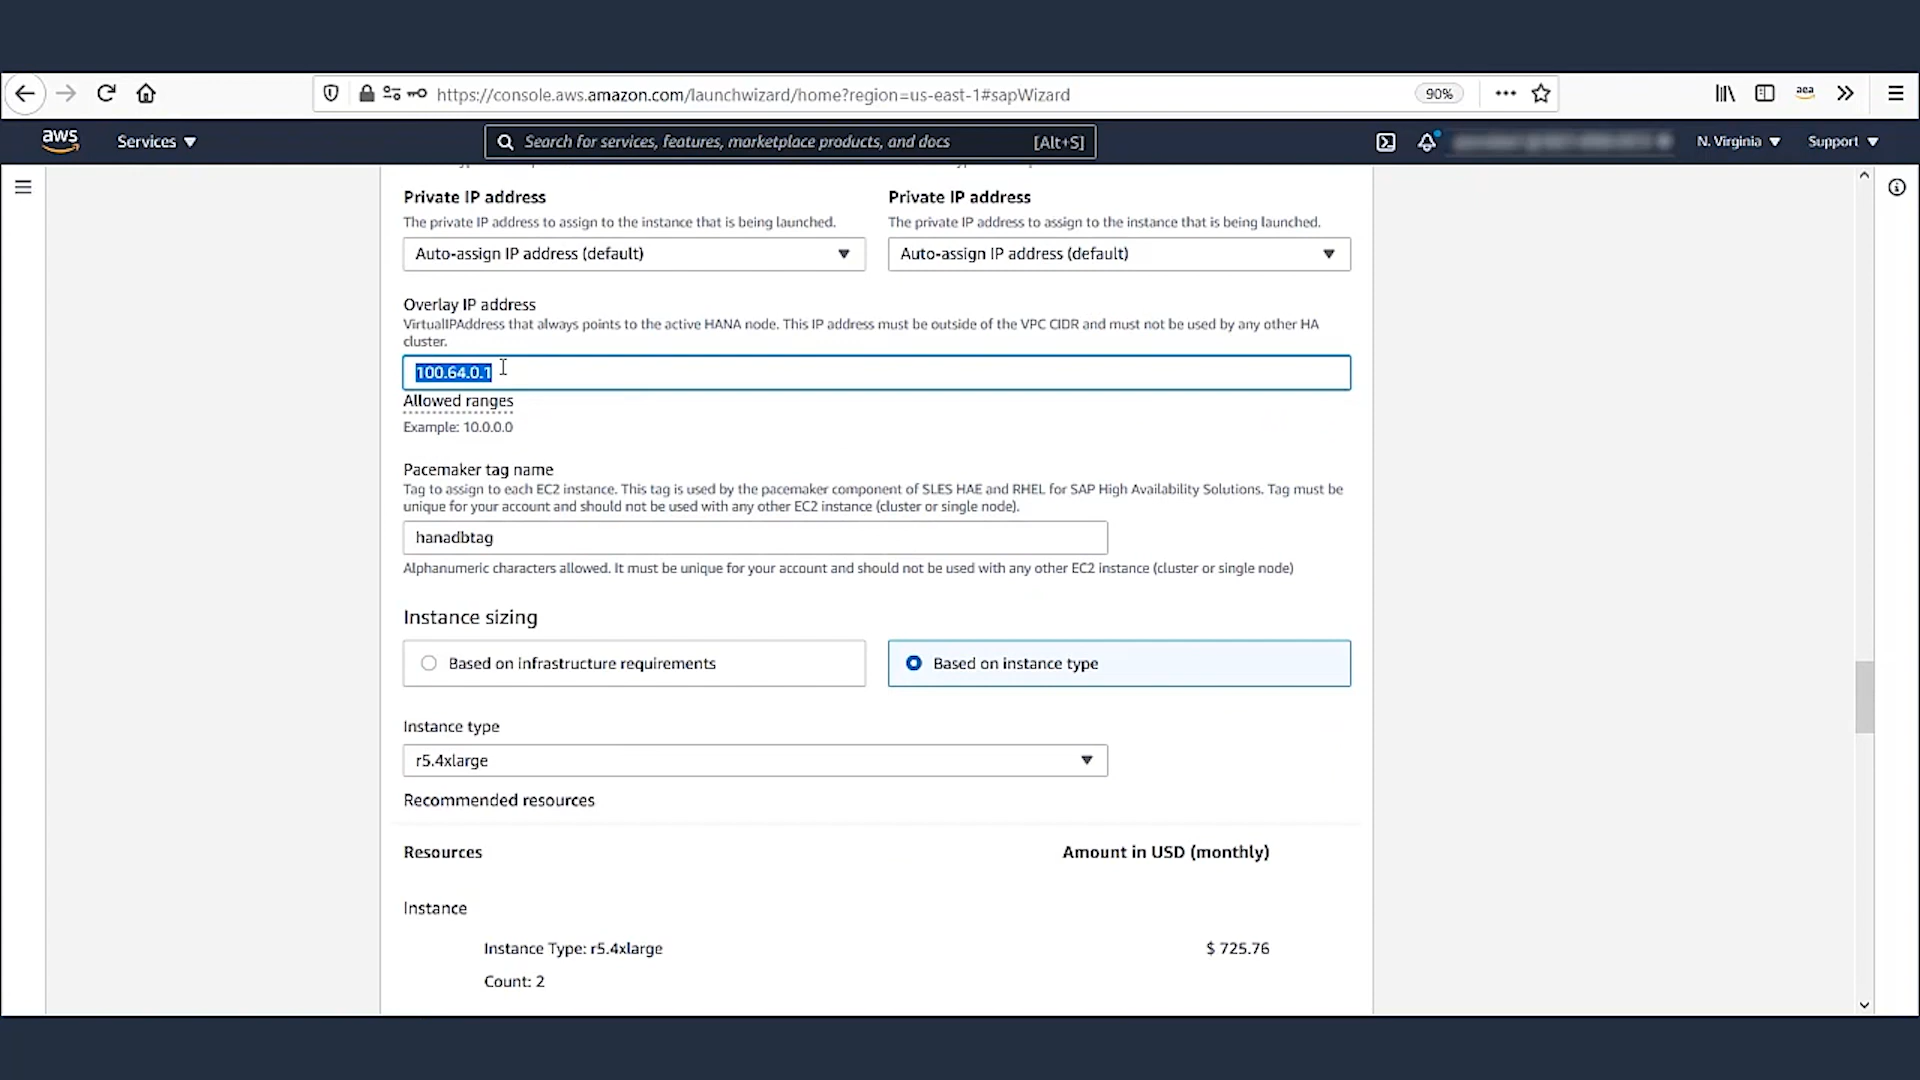 https://console.aws.amazon.com/launchwizard/home?region=us-east-1#sapWizard
90%
aea
aws
Services
Search for services, features, marketplace products, and docs
[Alt+S]
N. Virginia
Support
Private IP address
The private IP address to assign to the instance that is being launched.
Auto-assign IP address (default)
Private IP address
The private IP address to assign to the instance that is being launched.
Auto-assign IP address (default)
Overlay IP address
VirtualIPAddress that always points to the active HANA node. This IP address must be outside of the VPC CIDR and must not be used by any other HA
cluster.
100.64.0.1
Allowed ranges
Example: 10.0.0.0
Pacemaker tag name
Tag to assign to each EC2 instance. This tag is used by the pacemaker component of SLES HAE and RHEL for SAP High Availability Solutions. Tag must be
unique for your account and should not be used with any other EC2 instance (cluster or single node).
hanadbtag
Alphanumeric characters allowed. It must be unique for your account and should not be used with any other EC2 instance (cluster or single node)
Instance sizing
Based on infrastructure requirements
Based on instance type
Instance type
r5.4xlarge
Recommended resources
Resources
Amount in USD (monthly)
Instance
Instance Type: r5.4xlarge
$ 725.76
Count: 2